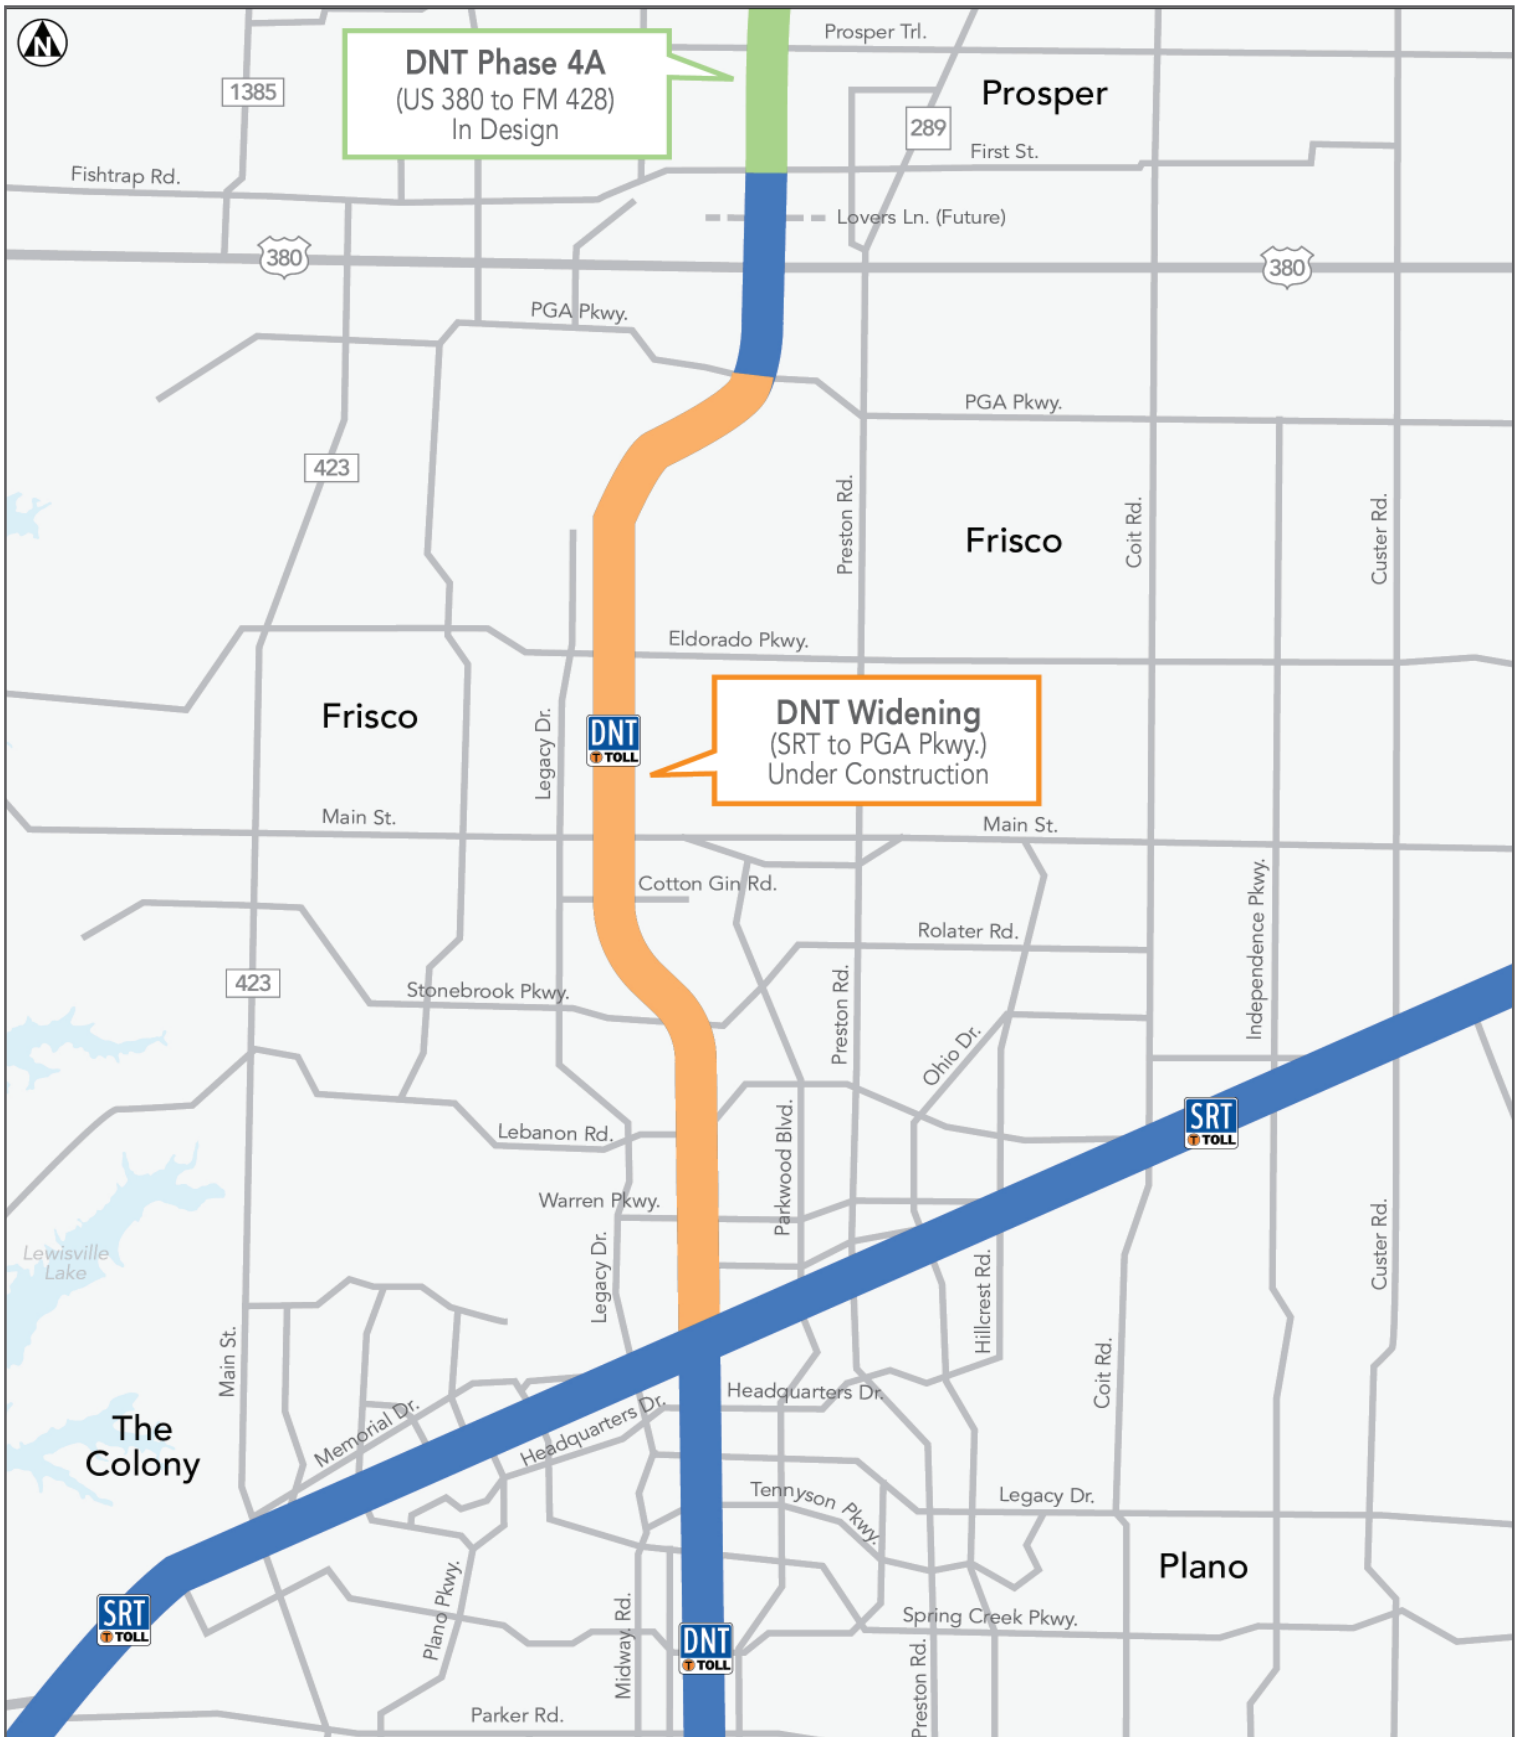 N
Prosper Trl.
DNT Phase 4A
(US 380 to FM 428)
In Design
1385
Prosper
289
First St.
Fishtrap Rd.
Lovers Ln. (Future)
380
380
PGA Pkwy.
PGA Pkwy.
423
Preston Rd.
Coit Rd.
Custer Rd.
Frisco
Eldorado Pkwy.
Frisco
Legacy Dr.
DNT
TTOLL
DNT Widening
(SRT to PGA Pkwy.)
Under Construction
Main St.
Main St.
Cotton Gin Rd.
Rolater Rd.
Independence Pkwy.
423
Stonebrook Pkwy.
Preston Rd.
Ohio Dr.
SRT
TTOLL
Lebanon Rd.
Parkwood Blvd.
Warren Pkwy.
Lewisville
Lake
Legacy Dr.
Hillcrest Rd.
Custer Rd.
Main St.
Coit Rd.
Headquarters Dr.
Memorial Dr.
Headquarters Dr.
The
Colony
Tennyson Pkwy.
Legacy Dr.
Plano
Plano Pkwy.
SRT
TTOLL
Midway Rd.
DNT
TTOLL
Spring Creek Pkwy.
Preston Rd.
Parker Rd.